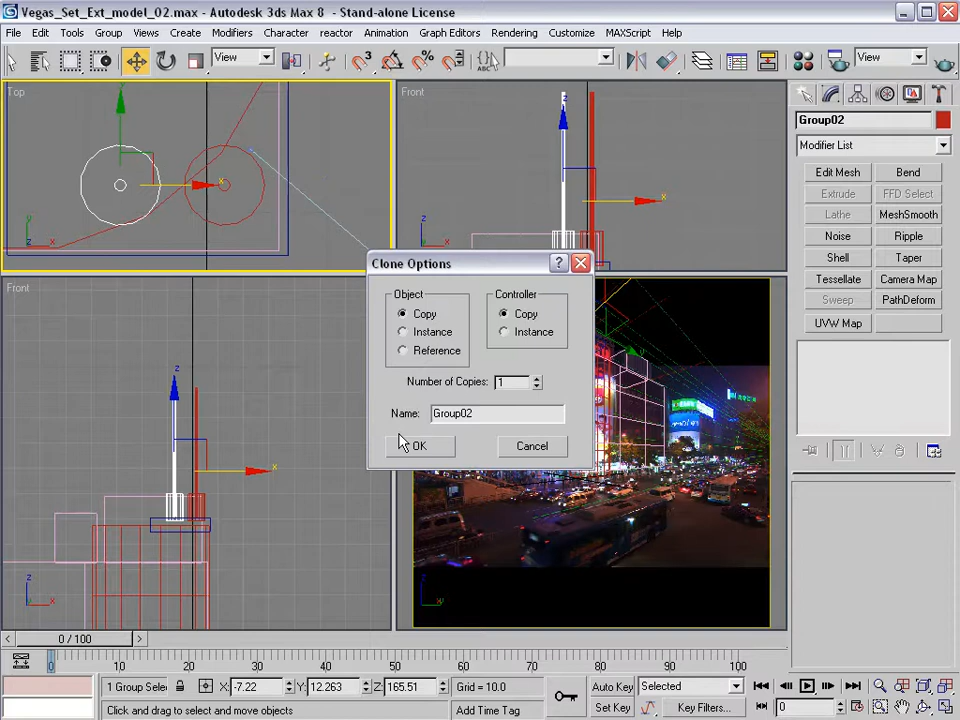 Vegas_Set_Ext_model_02.max - Autodesk 3ds Max 8 - Stand-alone License
File Edit Tools Group Views Create Modifiers Character reactor Animation Graph Editors Rendering Customize MAXScript Help
View View
Top
Front
Front
Group02
Modifier List
Edit Mesh Bend
Extrude FFD Select
Lathe MeshSmooth
Noise Ripple
Shell Taper
Tessellate Camera Map
Sweep PathDeform
UVW Map
Clone Options
Object Controller
Copy Copy
Instance Instance
Reference
Number of Copies: 1
Name: Group02
OK Cancel
0 / 100
0 10 20 30 40 50 60 70 80 90 100
1 Group Selec X: -7.22 Y: 12.263 Z: 165.51 Grid = 10.0 Auto Key Selected
Click and drag to select and move objects Add Time Tag Set Key Key Filters... 0